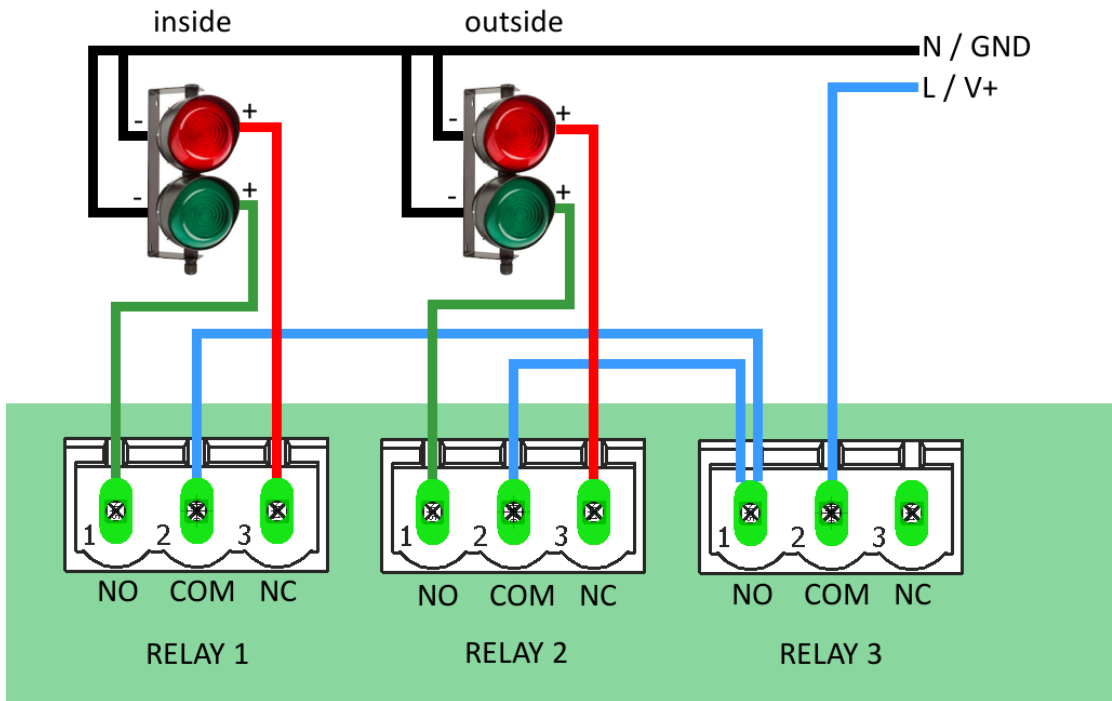 inside
outside
N / GND
L / V+
- +
- +
- +
- +
1 2 3
NO COM NC
RELAY 1
1 2 3
NO COM NC
RELAY 2
1 2 3
NO COM NC
RELAY 3